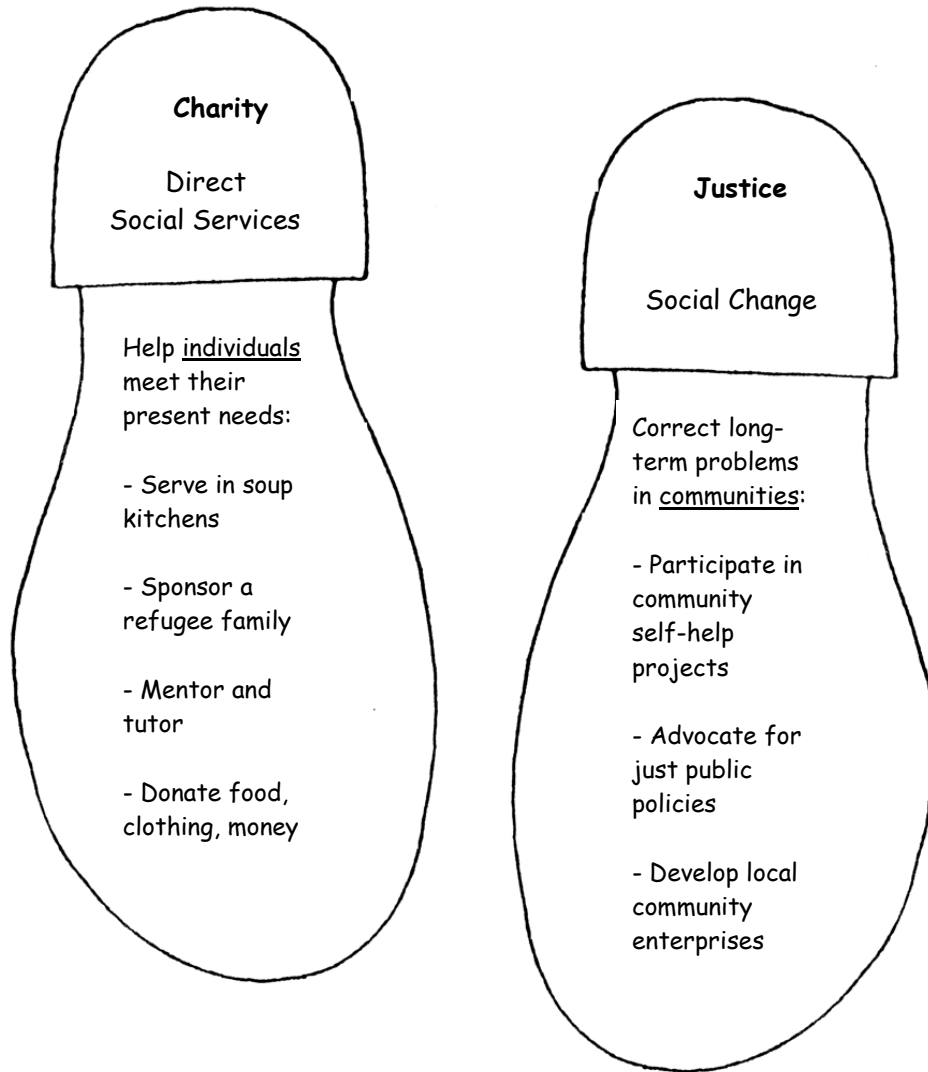 Charity
Direct
Social Services
Help individuals
meet their
present needs:
- Serve in soup
kitchens
- Sponsor a
refugee family
- Mentor and
tutor
- Donate food,
clothing, money
Justice
Social Change
Correct long-
term problems
in communities:
- Participate in
community
self-help
projects
- Advocate for
just public
policies
- Develop local
community
enterprises